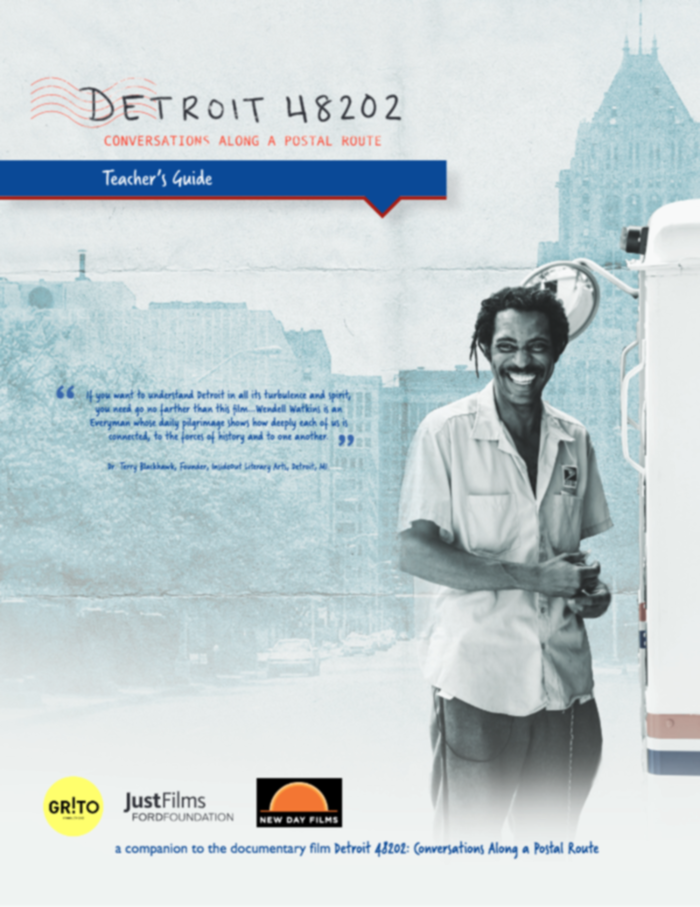 DETROIT 48202
CONVERSATIONS ALONG A POSTAL ROUTE
Teacher's Guide
“ If you want to understand Detroit in all its turbulence and spirit,
you need go no farther than this film...Wendell Watkins is an
Everyman whose daily pilgrimage shows how deeply each of us is
connected, to the forces of history and to one another. ”
Dr. Terry Blackhawk, Founder, InsideOut Literary Arts, Detroit, MI
GR!TO
JustFilms
FORDFOUNDATION
NEW DAY FILMS
a companion to the documentary film Detroit 48202: Conversations Along a Postal Route